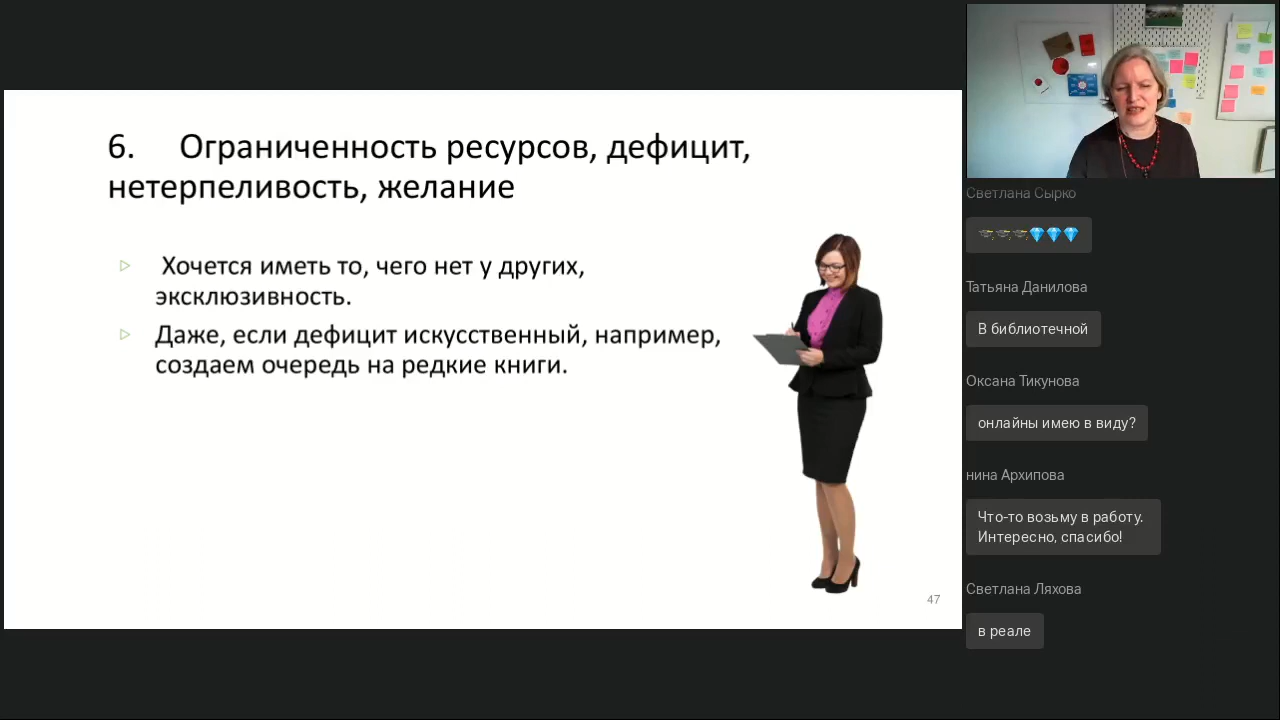 6. Ограниченность ресурсов, дефицит,
нетерпеливость, желание
Хочется иметь то, чего нет у других,
эксклюзивность.
Даже, если дефицит искусственный, например,
создаем очередь на редкие книги.
47
Светлана Сырко
Татьяна Данилова
В библиотечной
Оксана Тикунова
онлайны имею в виду?
нина Архипова
Что-то возьму в работу.
Интересно, спасибо!
Светлана Ляхова
в реале